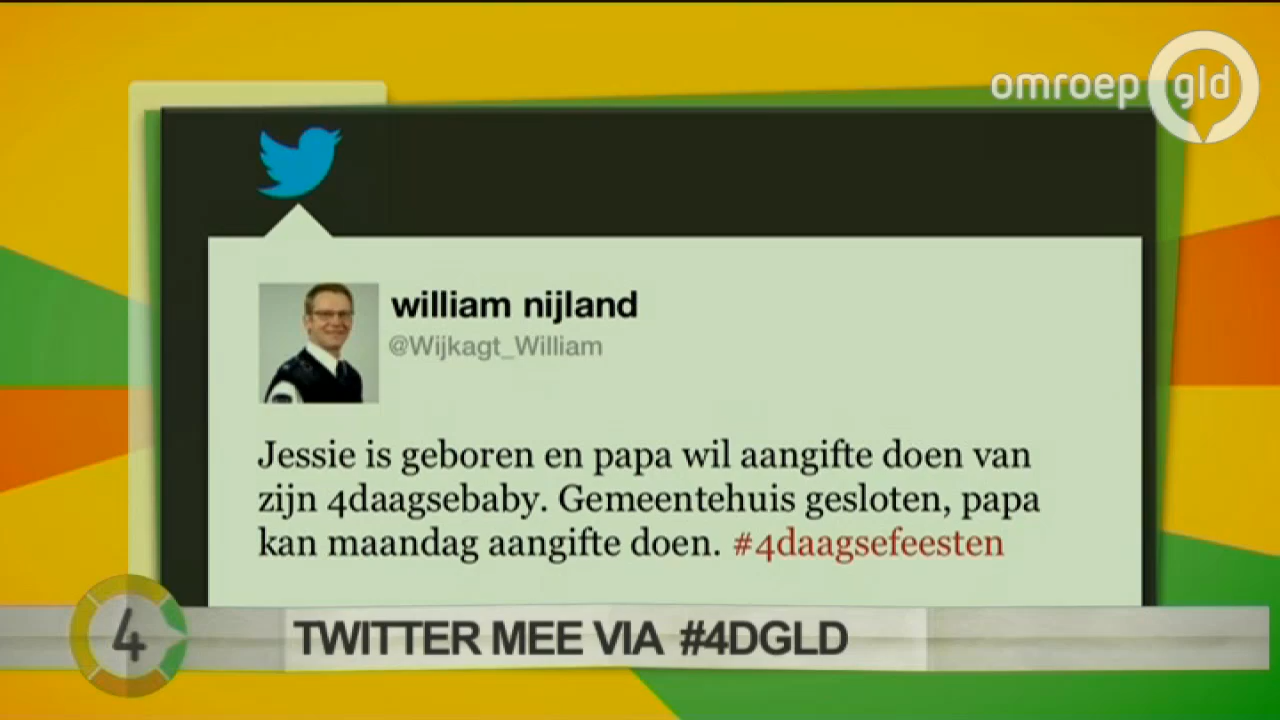 omroep gld
william nijland
@Wijkagt_William
Jessie is geboren en papa wil aangifte doen van
zijn 4daagsebaby. Gemeentehuis gesloten, papa
kan maandag aangifte doen. #4daagsefeesten
4
TWITTER MEE VIA #4DGLD